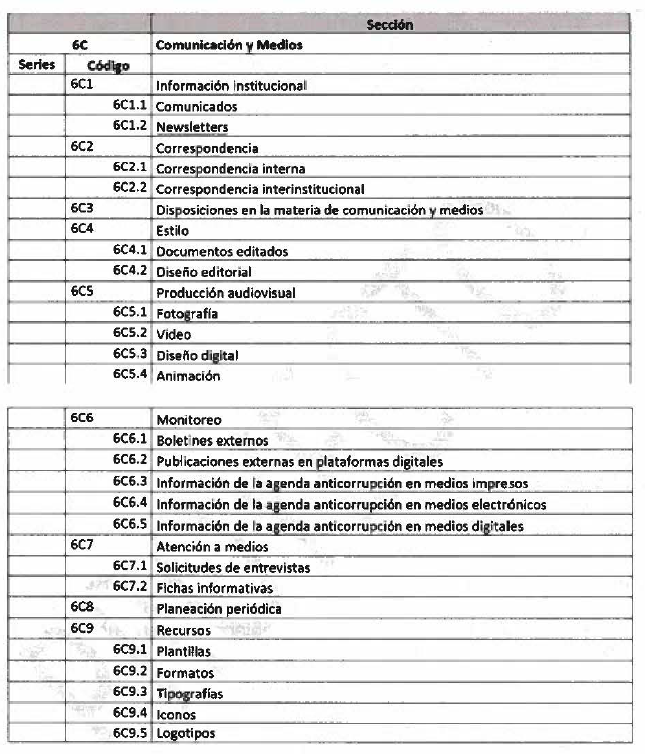 Sección
6C Comunicación y Medios
Series Código
6C1 Información institucional
6C1.1 Comunicados
6C1.2 Newsletters
6C2 Correspondencia
6C2.1 Correspondencia interna
6C2.2 Correspondencia interinstitucional
6C3 Disposiciones en la materia de comunicación y medios
6C4 Estilo
6C4.1 Documentos editados
6C4.2 Diseño editorial
6C5 Producción audiovisual
6C5.1 Fotografía
6C5.2 Video
6C5.3 Diseño digital
6C5.4 Animación
6C6 Monitoreo
6C6.1 Boletines externos
6C6.2 Publicaciones externas en plataformas digitales
6C6.3 Información de la agenda anticorrupción en medios impresos
6C6.4 Información de la agenda anticorrupción en medios electrónicos
6C6.5 Información de la agenda anticorrupción en medios digitales
6C7 Atención a medios
6C7.1 Solicitudes de entrevistas
6C7.2 Fichas informativas
6C8 Planeación periódica
6C9 Recursos
6C9.1 Plantillas
6C9.2 Formatos
6C9.3 Tipografías
6C9.4 Iconos
6C9.5 Logotipos